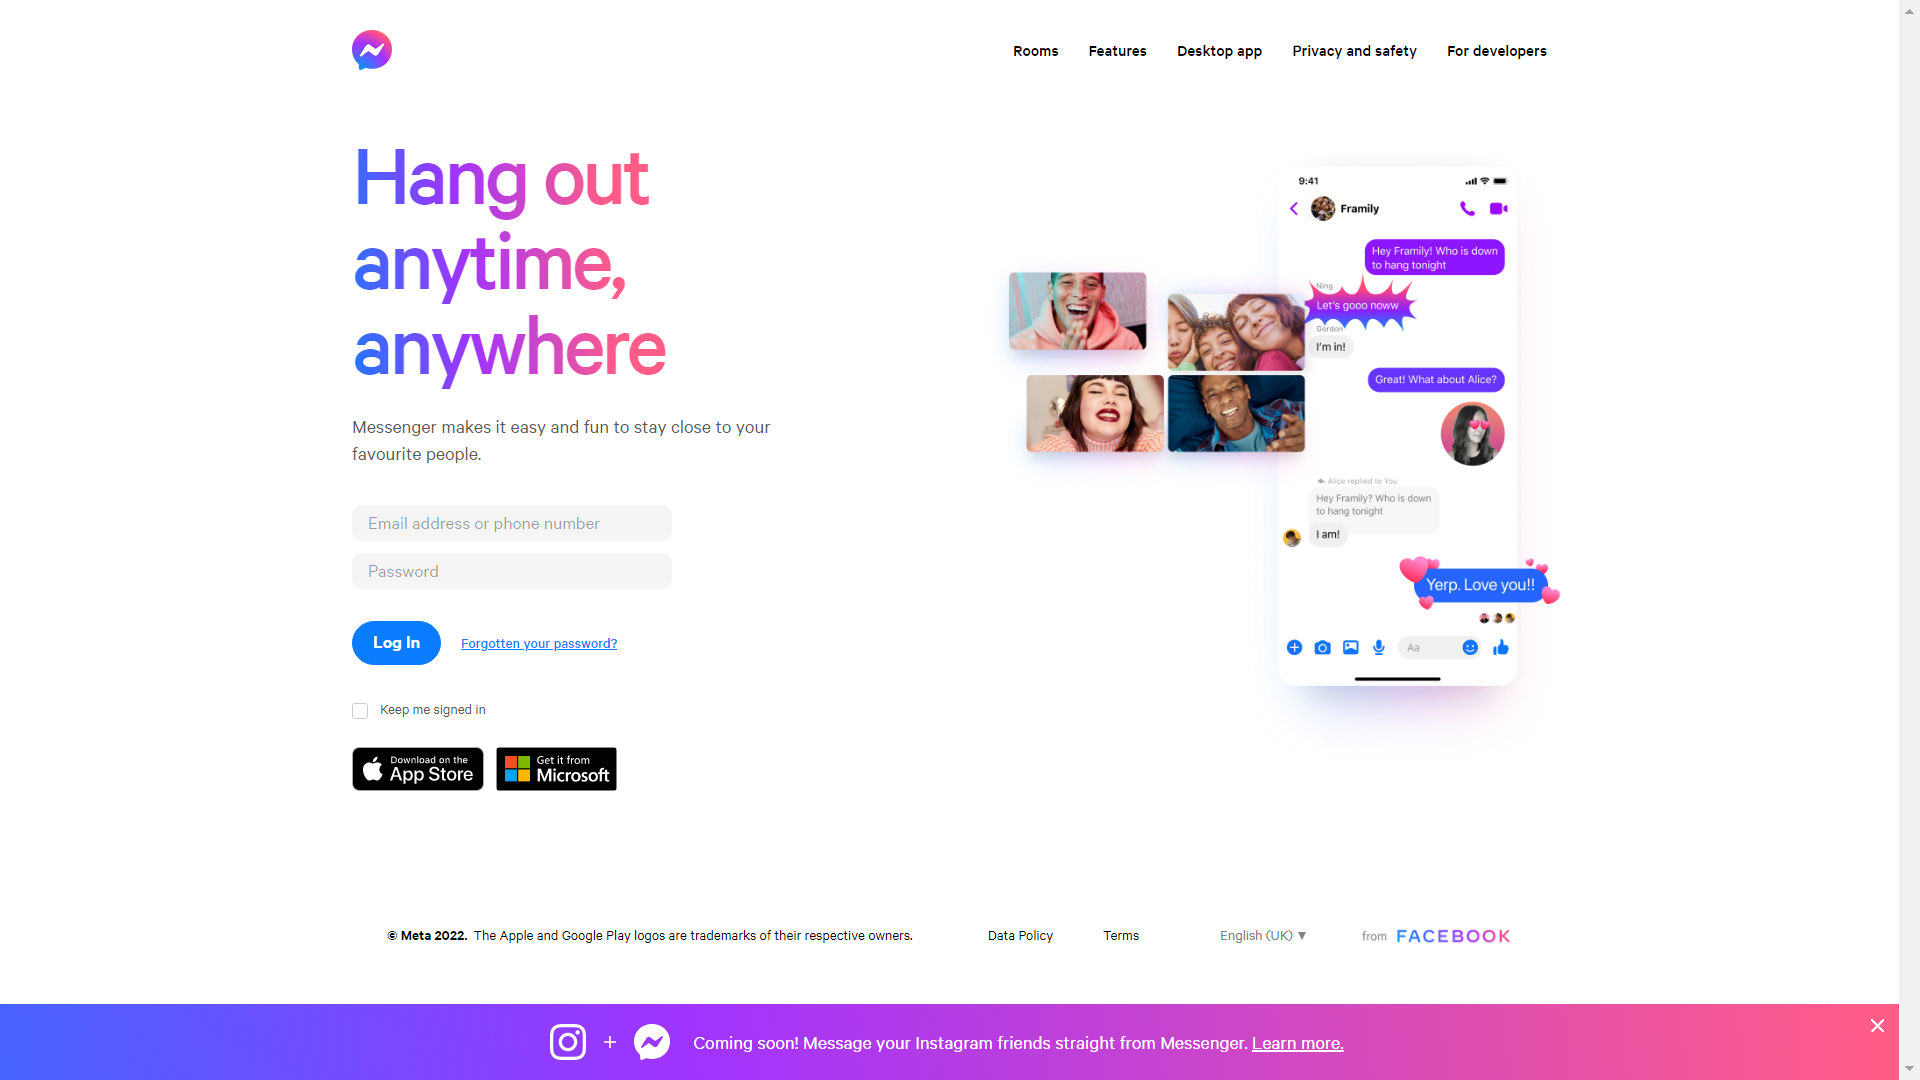 Rooms
Features
Desktop app
Privacy and safety
For developers
Hang out
anytime,
anywhere
Messenger makes it easy and fun to stay close to your
favourite people.
Email address or phone number
Password
Log In
Forgotten your password?
Keep me signed in
Download on the
App Store
Get it from
Microsoft
9:41
Framily
Hey Framily! Who is down
to hang tonight
Ning
Let's gooo noww
Gordon
I'm in!
Great! What about Alice?
Alice replied to You
Hey Framily? Who is down
to hang tonight
I am!
Yerp. Love you!!
Aa
© Meta 2022. The Apple and Google Play logos are trademarks of their respective owners.
Data Policy
Terms
English (UK) ▼
from FACEBOOK
+
Coming soon! Message your Instagram friends straight from Messenger. Learn more.